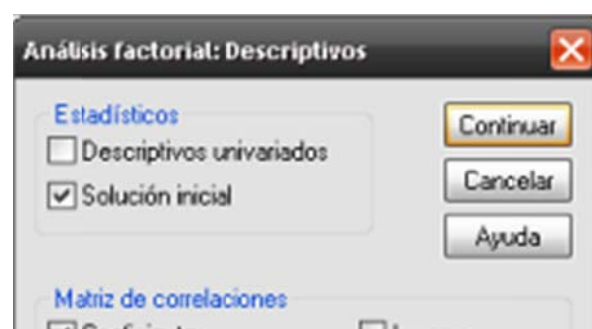 Análisis factorial: Descriptivos
Estadísticos
Descriptivos univariados
Solución inicial
Continuar
Cancelar
Ayuda
Matriz de correlaciones